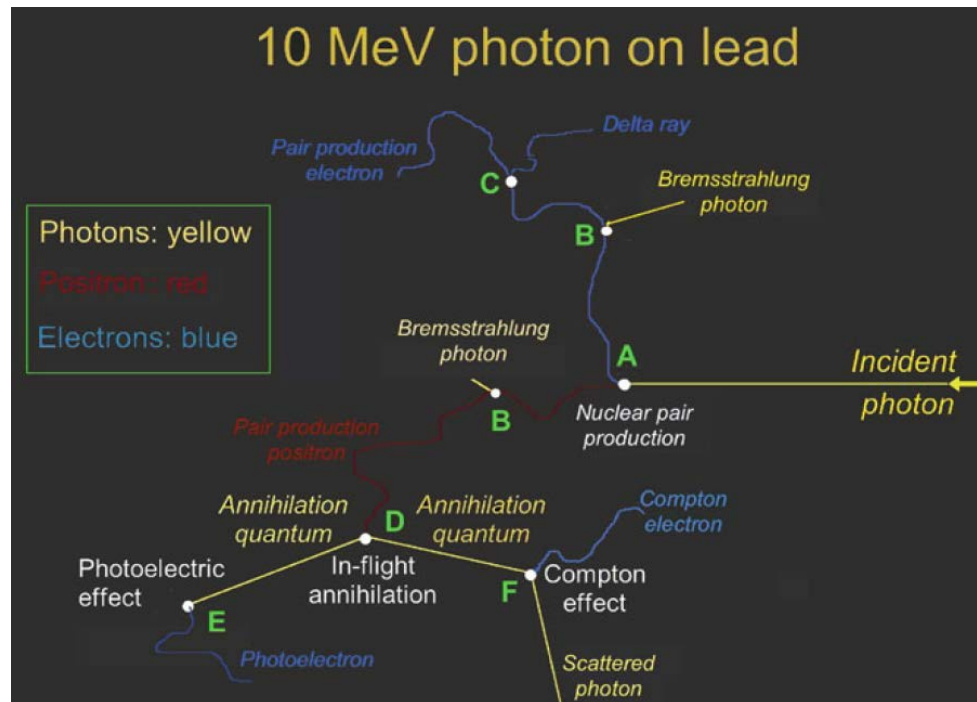 10 MeV photon on lead
Delta ray
Pair production
electron
C
Bremsstrahlung
photon
B
Photons: yellow
Positron: red
Electrons: blue
Bremsstrahlung
photon
A
Incident
photon
B
Nuclear pair
production
Pair production
positron
Annihilation
quantum
D
Annihilation
quantum
Compton
electron
Photoelectric
effect
In-flight
annihilation
F
Compton
effect
E
Photoelectron
Scattered
photon